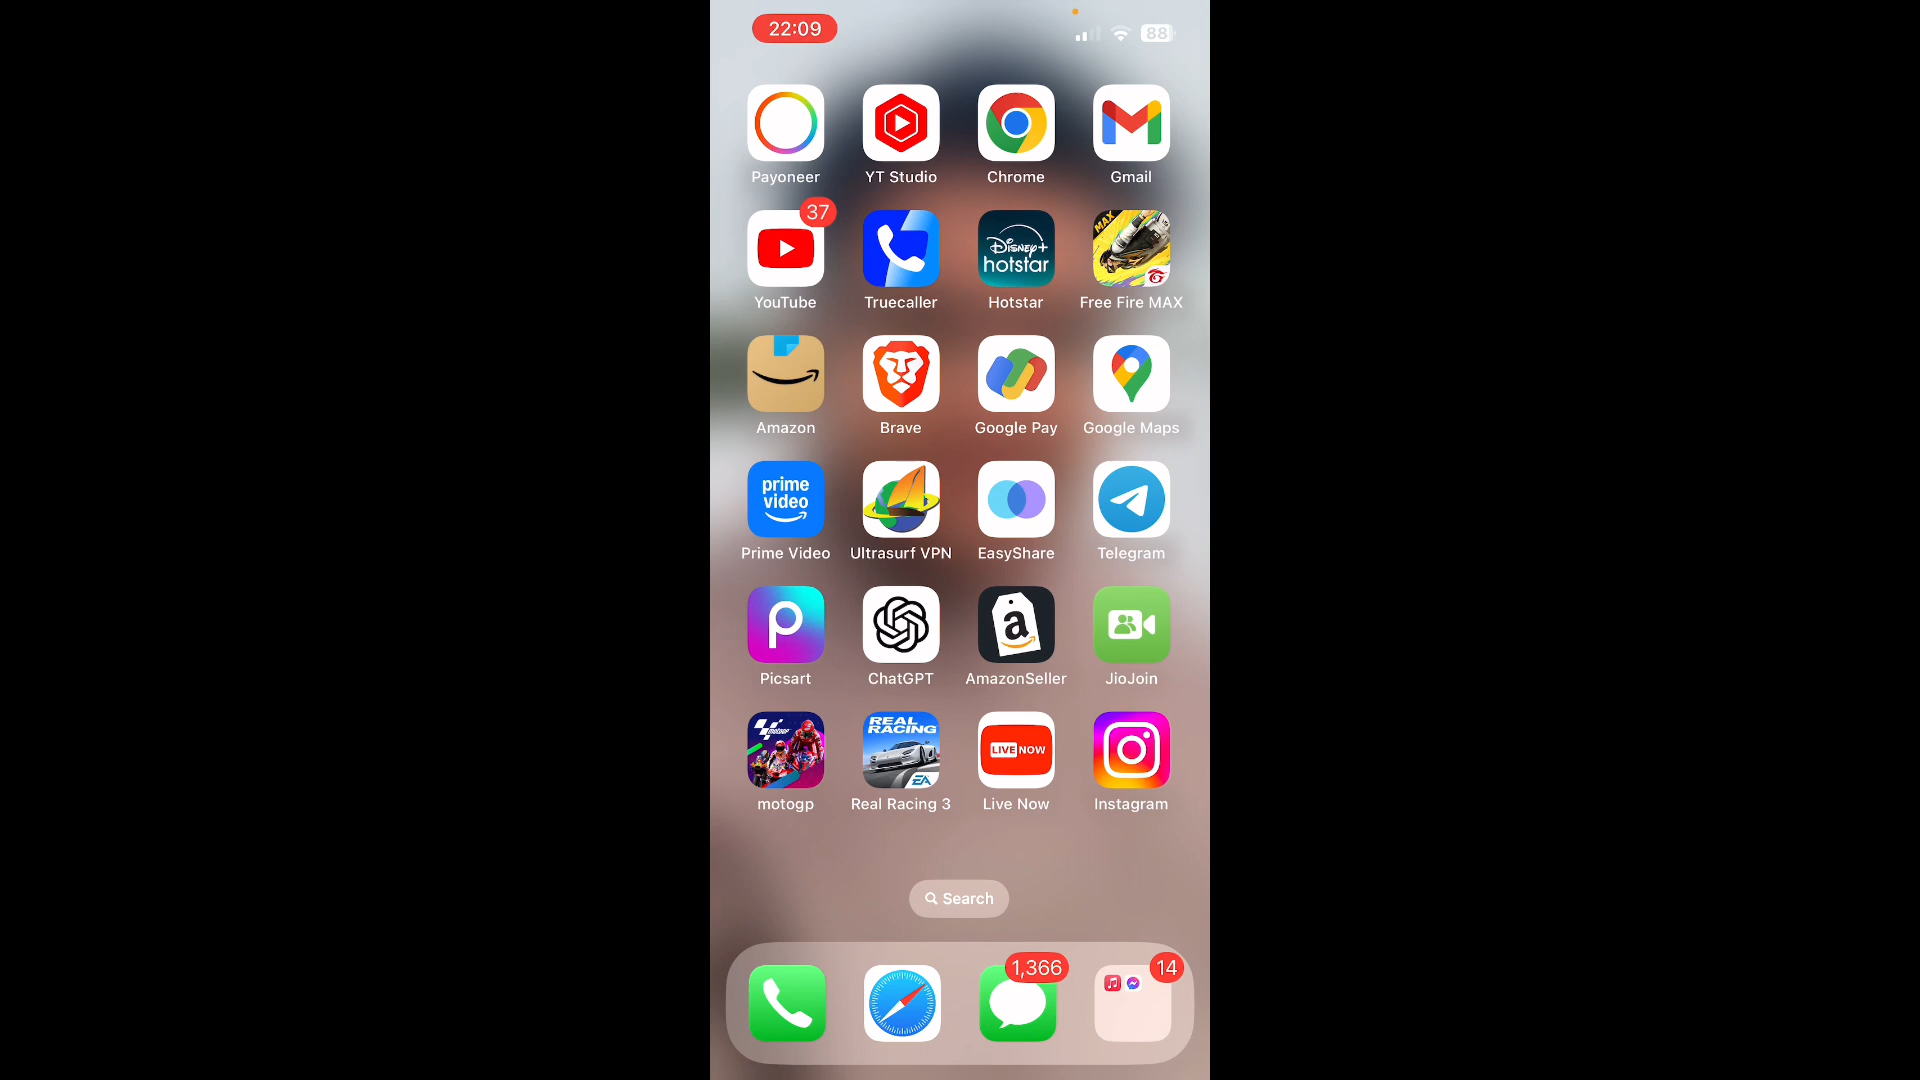 22:09
88
Payoneer YT Studio Chrome Gmail
37
MAX
Disney+
hotstar
YouTube Truecaller Hotstar Free Fire MAX
Amazon Brave Google Pay Google Maps
prime
video
Prime Video Ultrasurf VPN EasyShare Telegram
P
a
Picsart ChatGPT AmazonSeller JioJoin
motogp
REAL
RACING
EA
LIVE NOW
motogp Real Racing 3 Live Now Instagram
Search
1,366
14